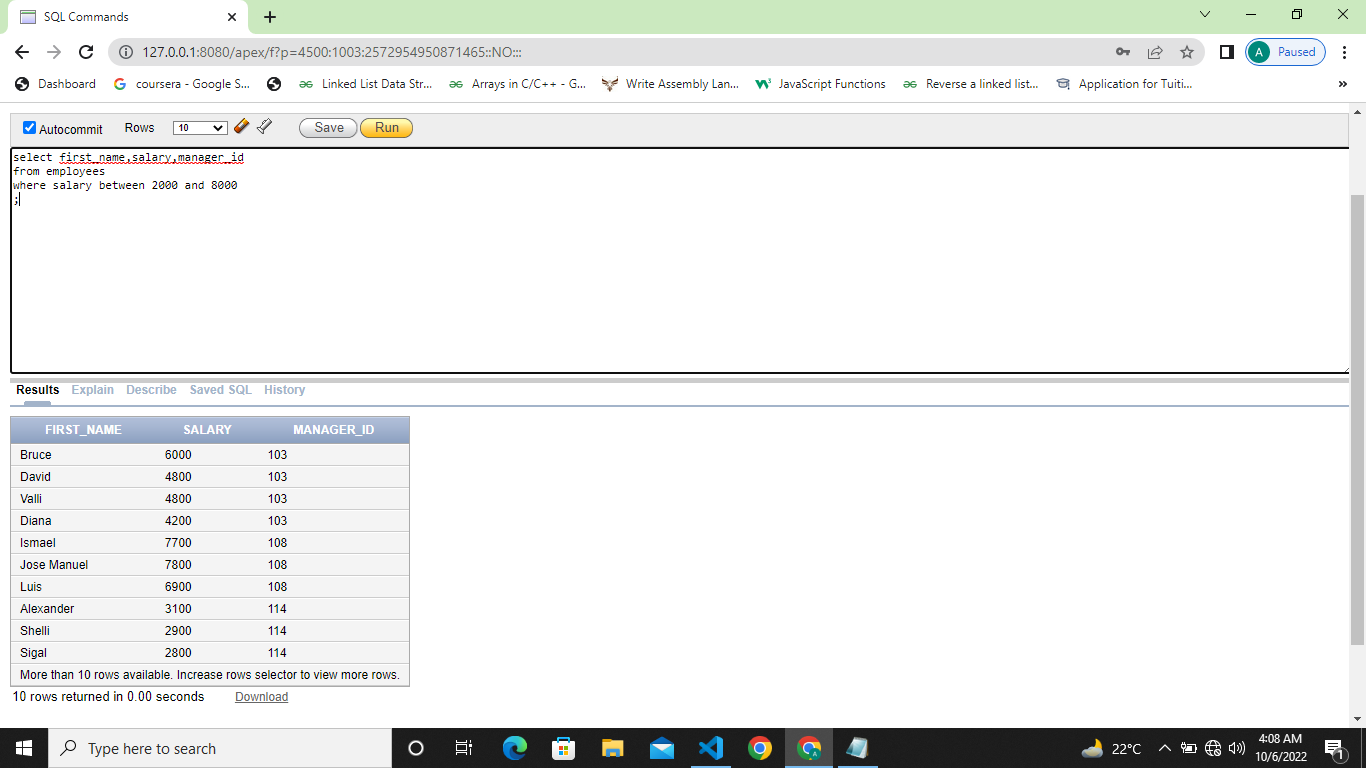 SQL Commands
127.0.0.1:8080/apex/f?p=4500:1003:2572954950871465::NO:::
A Paused
Dashboard coursera - Google S... Linked List Data Str... Arrays in C/C++ - G... Write Assembly Lan... JavaScript Functions Reverse a linked list... Application for Tuiti... »
Autocommit Rows 10 Save Run
select first_name,salary,manager_id
from employees
where salary between 2000 and 8000
;
Results Explain Describe Saved SQL History
FIRST_NAME SALARY MANAGER_ID
Bruce 6000 103
David 4800 103
Valli 4800 103
Diana 4200 103
Ismael 7700 108
Jose Manuel 7800 108
Luis 6900 108
Alexander 3100 114
Shelli 2900 114
Sigal 2800 114
More than 10 rows available. Increase rows selector to view more rows.
10 rows returned in 0.00 seconds Download
Type here to search
22°C
4:08 AM
10/6/2022
1